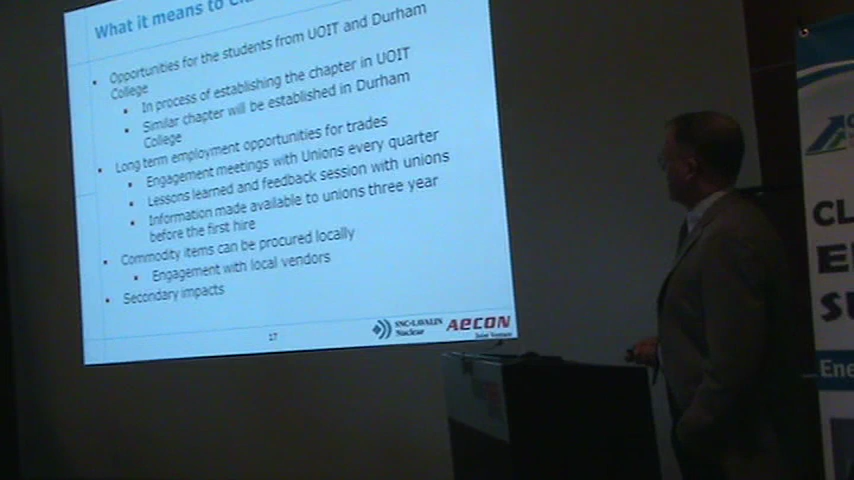 What it means to
Opportunities for the students from UOIT and Durham
College
In process of establishing the chapter in UOIT
Similar chapter will be established in Durham
College
Long term employment opportunities for trades
Engagement meetings with Unions every quarter
Lessons learned and feedback session with unions
Information made available to unions three year
before the first hire
Commodity items can be procured locally
Engagement with local vendors
Secondary impacts
17
SNC-LAVALIN
Nuclear
AECON
Joint Venture
CL
E
SU
Ene